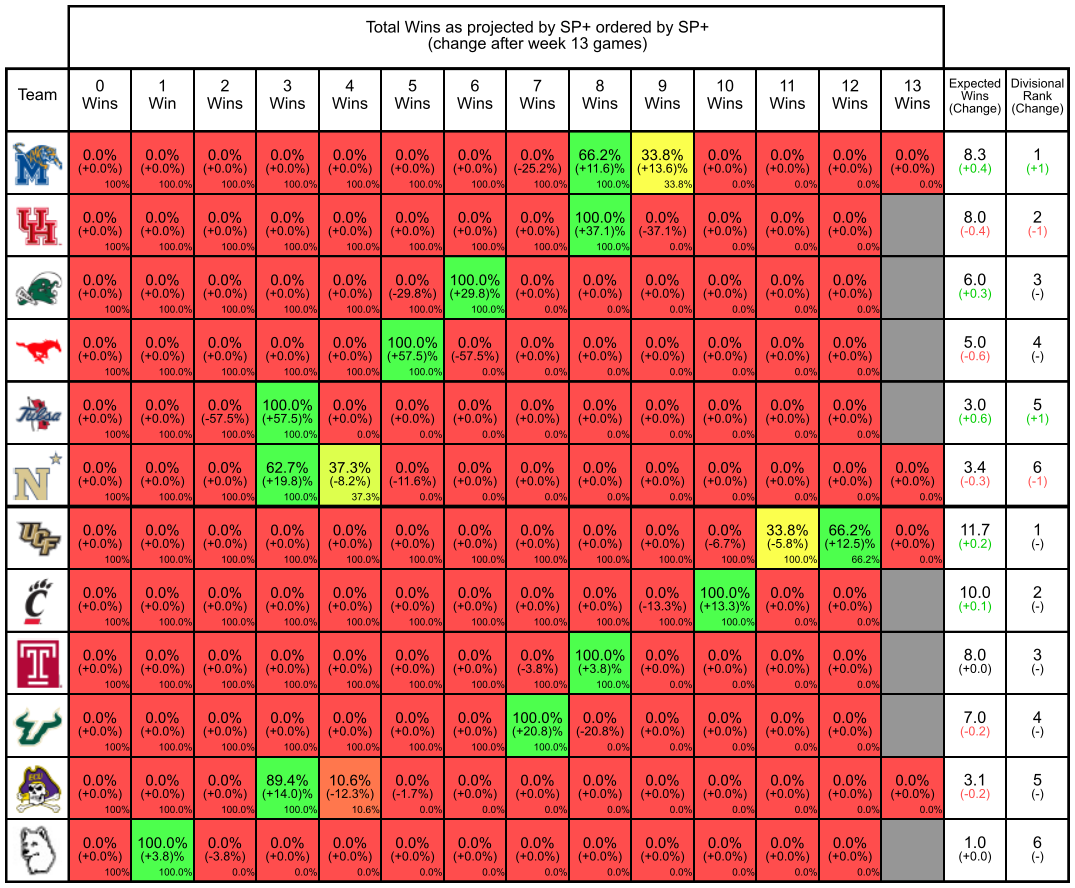 Total Wins as projected by SP+ ordered by SP+
(change after week 13 games)
Team 0 Wins 1 Win 2 Wins 3 Wins 4 Wins 5 Wins 6 Wins 7 Wins 8 Wins 9 Wins 10 Wins 11 Wins 12 Wins 13 Wins Expected Wins (Change) Divisional Rank (Change)
M 0.0% 0.0% 0.0% 0.0% 0.0% 0.0% 0.0% 0.0% 66.2% 33.8% 0.0% 0.0% 0.0% 0.0% 8.3 1
(+0.0%) (+0.0%) (+0.0%) (+0.0%) (+0.0%) (+0.0%) (+0.0%) (-25.2%) (+11.6)% (+13.6)% (+0.0%) (+0.0%) (+0.0%) (+0.0%) (+0.4) (+1)
100% 100.0% 100.0% 100.0% 100.0% 100.0% 100.0% 100.0% 100.0% 33.8% 0.0% 0.0% 0.0% 0.0%
UH 0.0% 0.0% 0.0% 0.0% 0.0% 0.0% 0.0% 0.0% 100.0% 0.0% 0.0% 0.0% 0.0% 8.0 2
(+0.0%) (+0.0%) (+0.0%) (+0.0%) (+0.0%) (+0.0%) (+0.0%) (+0.0%) (+37.1)% (-37.1%) (+0.0%) (+0.0%) (+0.0%) (-0.4) (-1)
100% 100.0% 100.0% 100.0% 100.0% 100.0% 100.0% 100.0% 100.0% 0.0% 0.0% 0.0% 0.0%
0.0% 0.0% 0.0% 0.0% 0.0% 0.0% 100.0% 0.0% 0.0% 0.0% 0.0% 0.0% 0.0% 6.0 3
(+0.0%) (+0.0%) (+0.0%) (+0.0%) (+0.0%) (-29.8%) (+29.8)% (+0.0%) (+0.0%) (+0.0%) (+0.0%) (+0.0%) (+0.0%) (+0.3) (-)
100% 100.0% 100.0% 100.0% 100.0% 100.0% 100.0% 0.0% 0.0% 0.0% 0.0% 0.0% 0.0%
0.0% 0.0% 0.0% 0.0% 0.0% 100.0% 0.0% 0.0% 0.0% 0.0% 0.0% 0.0% 0.0% 5.0 4
(+0.0%) (+0.0%) (+0.0%) (+0.0%) (+0.0%) (+57.5)% (-57.5%) (+0.0%) (+0.0%) (+0.0%) (+0.0%) (+0.0%) (+0.0%) (-0.6) (-)
100% 100.0% 100.0% 100.0% 100.0% 100.0% 0.0% 0.0% 0.0% 0.0% 0.0% 0.0% 0.0%
Tulsa 0.0% 0.0% 0.0% 100.0% 0.0% 0.0% 0.0% 0.0% 0.0% 0.0% 0.0% 0.0% 0.0% 3.0 5
(+0.0%) (+0.0%) (-57.5%) (+57.5)% (+0.0%) (+0.0%) (+0.0%) (+0.0%) (+0.0%) (+0.0%) (+0.0%) (+0.0%) (+0.0%) (+0.6) (+1)
100% 100.0% 100.0% 100.0% 0.0% 0.0% 0.0% 0.0% 0.0% 0.0% 0.0% 0.0% 0.0%
N 0.0% 0.0% 0.0% 62.7% 37.3% 0.0% 0.0% 0.0% 0.0% 0.0% 0.0% 0.0% 0.0% 0.0% 3.4 6
(+0.0%) (+0.0%) (+0.0%) (+19.8)% (-8.2%) (-11.6%) (+0.0%) (+0.0%) (+0.0%) (+0.0%) (+0.0%) (+0.0%) (+0.0%) (+0.0%) (-0.3) (-1)
100% 100.0% 100.0% 100.0% 37.3% 0.0% 0.0% 0.0% 0.0% 0.0% 0.0% 0.0% 0.0% 0.0%
UCF 0.0% 0.0% 0.0% 0.0% 0.0% 0.0% 0.0% 0.0% 0.0% 0.0% 0.0% 33.8% 66.2% 0.0% 11.7 1
(+0.0%) (+0.0%) (+0.0%) (+0.0%) (+0.0%) (+0.0%) (+0.0%) (+0.0%) (+0.0%) (+0.0%) (-6.7%) (-5.8%) (+12.5)% (+0.0%) (+0.2) (-)
100% 100.0% 100.0% 100.0% 100.0% 100.0% 100.0% 100.0% 100.0% 100.0% 100.0% 100.0% 66.2% 0.0%
C 0.0% 0.0% 0.0% 0.0% 0.0% 0.0% 0.0% 0.0% 0.0% 0.0% 100.0% 0.0% 0.0% 10.0 2
(+0.0%) (+0.0%) (+0.0%) (+0.0%) (+0.0%) (+0.0%) (+0.0%) (+0.0%) (+0.0%) (-13.3%) (+13.3)% (+0.0%) (+0.0%) (+0.1) (-)
100% 100.0% 100.0% 100.0% 100.0% 100.0% 100.0% 100.0% 100.0% 100.0% 100.0% 0.0% 0.0%
T 0.0% 0.0% 0.0% 0.0% 0.0% 0.0% 0.0% 0.0% 100.0% 0.0% 0.0% 0.0% 0.0% 8.0 3
(+0.0%) (+0.0%) (+0.0%) (+0.0%) (+0.0%) (+0.0%) (+0.0%) (-3.8%) (+3.8)% (+0.0%) (+0.0%) (+0.0%) (+0.0%) (+0.0) (-)
100% 100.0% 100.0% 100.0% 100.0% 100.0% 100.0% 100.0% 100.0% 0.0% 0.0% 0.0% 0.0%
0.0% 0.0% 0.0% 0.0% 0.0% 0.0% 0.0% 100.0% 0.0% 0.0% 0.0% 0.0% 0.0% 7.0 4
(+0.0%) (+0.0%) (+0.0%) (+0.0%) (+0.0%) (+0.0%) (+0.0%) (+20.8)% (-20.8%) (+0.0%) (+0.0%) (+0.0%) (+0.0%) (-0.2) (-)
100% 100.0% 100.0% 100.0% 100.0% 100.0% 100.0% 100.0% 0.0% 0.0% 0.0% 0.0% 0.0%
ECU 0.0% 0.0% 0.0% 89.4% 10.6% 0.0% 0.0% 0.0% 0.0% 0.0% 0.0% 0.0% 0.0% 0.0% 3.1 5
(+0.0%) (+0.0%) (+0.0%) (+14.0)% (-12.3%) (-1.7%) (+0.0%) (+0.0%) (+0.0%) (+0.0%) (+0.0%) (+0.0%) (+0.0%) (+0.0%) (-0.2) (-)
100% 100.0% 100.0% 100.0% 10.6% 0.0% 0.0% 0.0% 0.0% 0.0% 0.0% 0.0% 0.0% 0.0%
0.0% 100.0% 0.0% 0.0% 0.0% 0.0% 0.0% 0.0% 0.0% 0.0% 0.0% 0.0% 0.0% 1.0 6
(+0.0%) (+3.8)% (-3.8%) (+0.0%) (+0.0%) (+0.0%) (+0.0%) (+0.0%) (+0.0%) (+0.0%) (+0.0%) (+0.0%) (+0.0%) (+0.0) (-)
100% 100.0% 0.0% 0.0% 0.0% 0.0% 0.0% 0.0% 0.0% 0.0% 0.0% 0.0% 0.0%